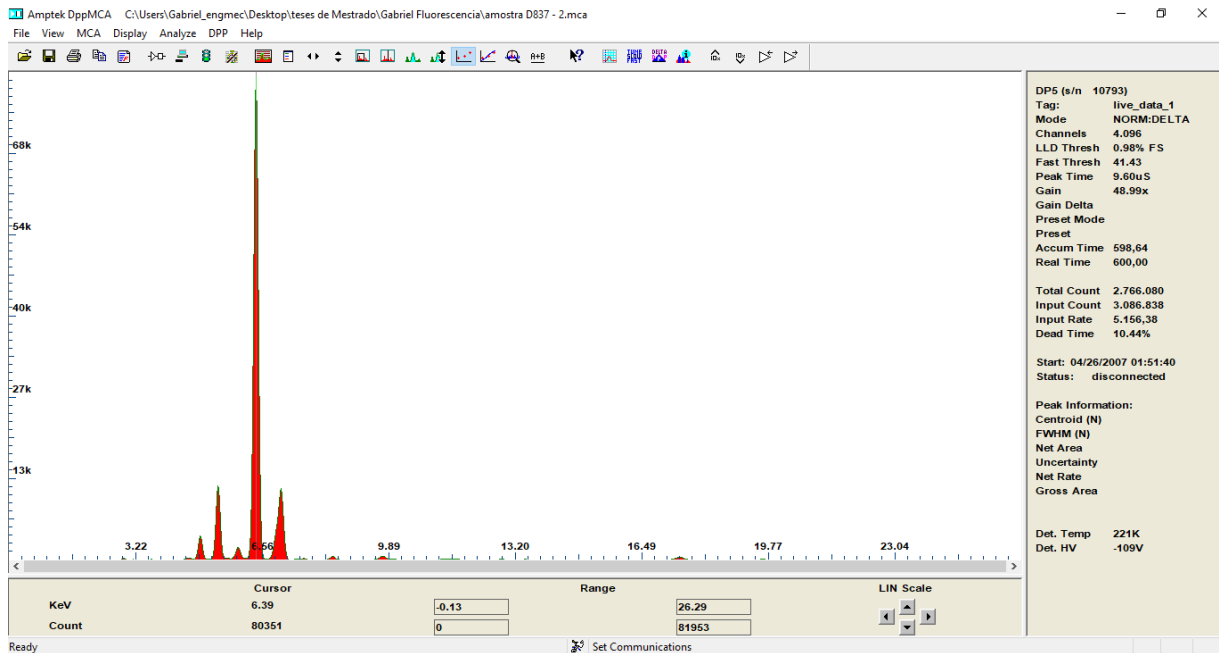 Amptek DppMCA C:\Users\Gabriel_engmec\Desktop\teses de Mestrado\Gabriel Fluorescencia\amostra D837 - 2.mca
File View MCA Display Analyze DPP Help
A+B
DP5 (s/n 10793)
Tag: live_data_1
Mode NORM:DELTA
Channels 4.096
LLD Thresh 0.98% FS
Fast Thresh 41.43
Peak Time 9.60uS
Gain 48.99x
Gain Delta
Preset Mode
Preset
Accum Time 598,64
Real Time 600,00
Total Count 2.766.080
Input Count 3.086.838
Input Rate 5.156,38
Dead Time 10.44%
Start: 04/26/2007 01:51:40
Status: disconnected
Peak Information:
Centroid (N)
FWHM (N)
Net Area
Uncertainty
Net Rate
Gross Area
Det. Temp 221K
Det. HV -109V
68k
54k
40k
27k
13k
3.22 6.56 9.89 13.20 16.49 19.77 23.04
Cursor Range LIN Scale
KeV 6.39 -0.13 26.29
Count 80351 0 81953
Ready Set Communications